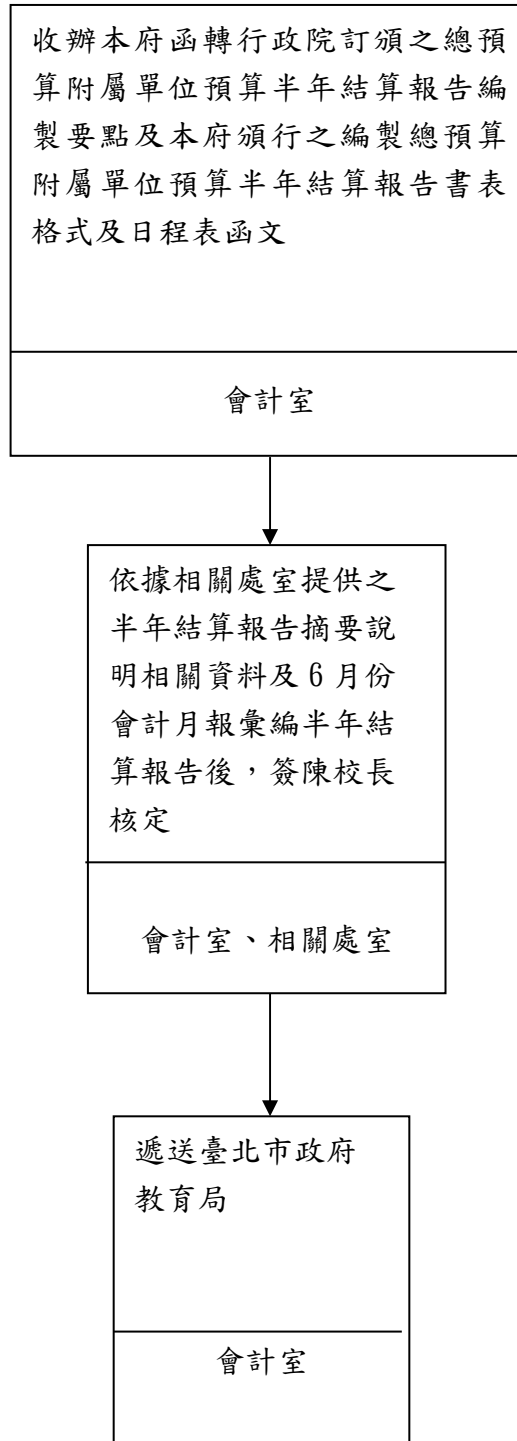 收辦本府函轉行政院訂頒之總預
算附屬單位預算半年結算報告編
製要點及本府頒行之編製總預算
附屬單位預算半年結算報告書表
格式及日程表函文
會計室
依據相關處室提供之
半年結算報告摘要說
明相關資料及 6 月份
會計月報彙編半年結
算報告後，簽陳校長
核定
會計室、相關處室
遞送臺北市政府
教育局
會計室